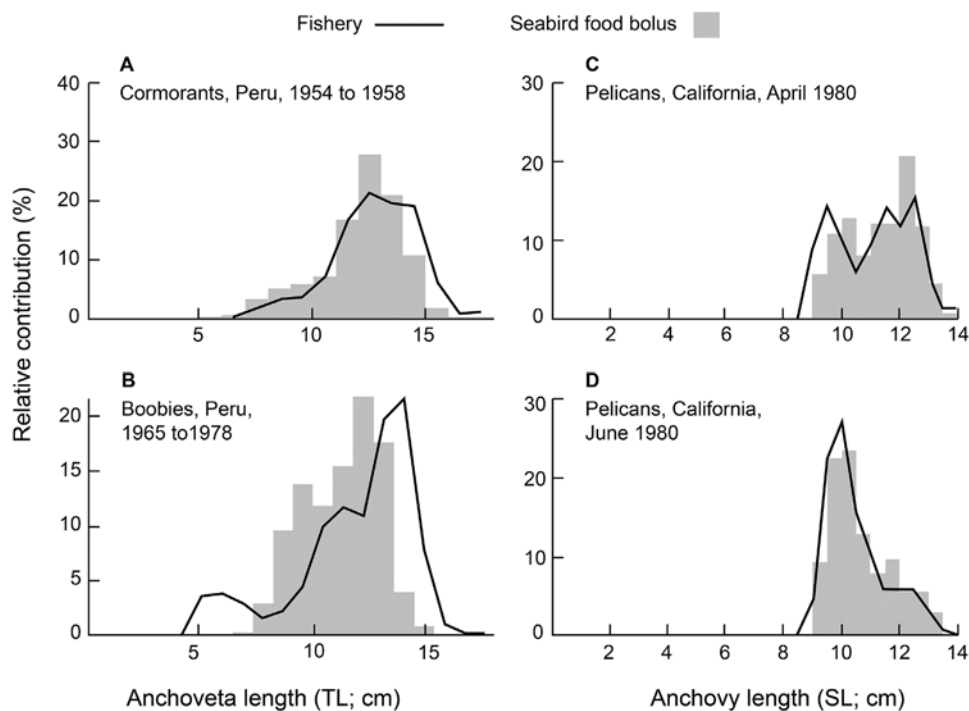 Fishery
Seabird food bolus
Relative contribution (%)
A
Cormorants, Peru, 1954 to 1958
40
30
20
10
0
5
10
15
C
Pelicans, California, April 1980
30
20
10
0
2
4
6
8
10
12
14
B
Boobies, Peru,
1965 to1978
20
15
10
5
0
5
10
15
Anchoveta length (TL; cm)
D
Pelicans, California,
June 1980
30
20
10
0
2
4
6
8
10
12
14
Anchovy length (SL; cm)